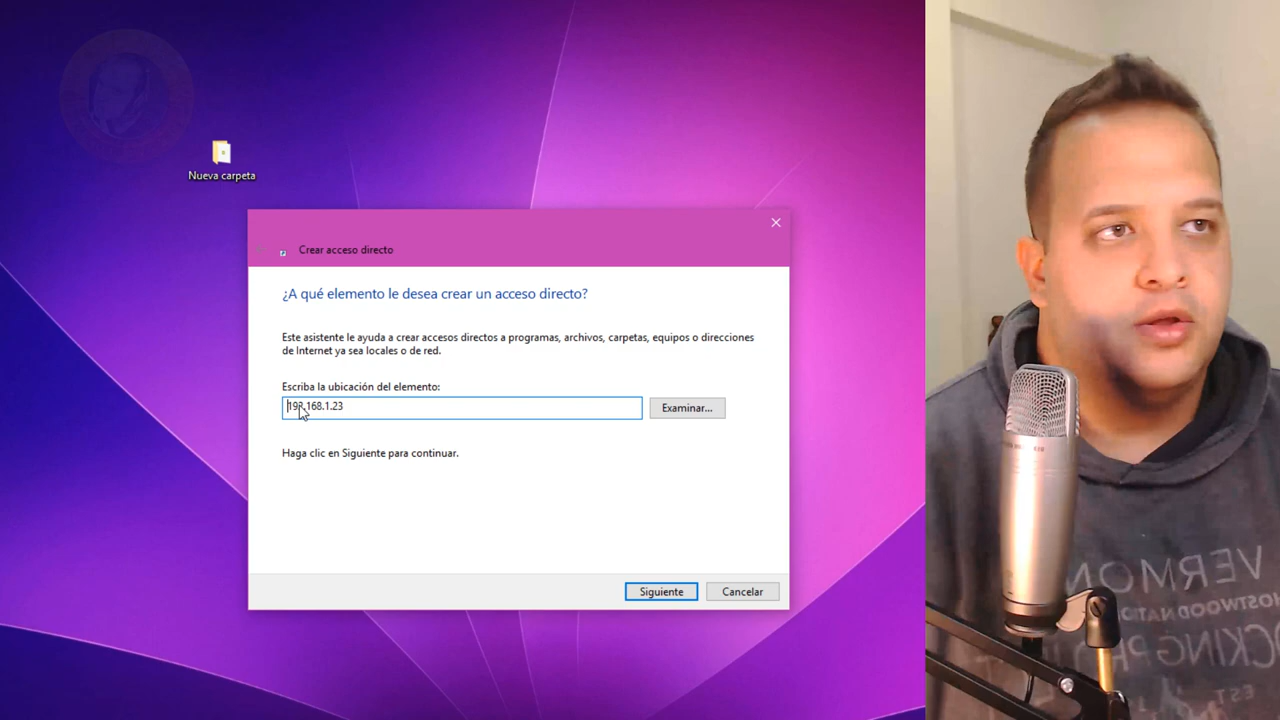 Nueva carpeta
Crear acceso directo
¿A qué elemento le desea crear un acceso directo?
Este asistente le ayuda a crear accesos directos a programas, archivos, carpetas, equipos o direcciones
de Internet ya sea locales o de red.
Escriba la ubicación del elemento:
192.168.1.23
Examinar...
Haga clic en Siguiente para continuar.
Siguiente
Cancelar
VERMON